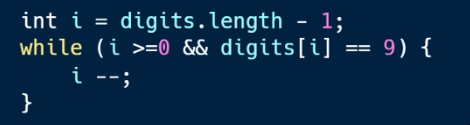 int i = digits.length - 1;
while (i >=0 && digits[i] == 9) {
    i --;
}